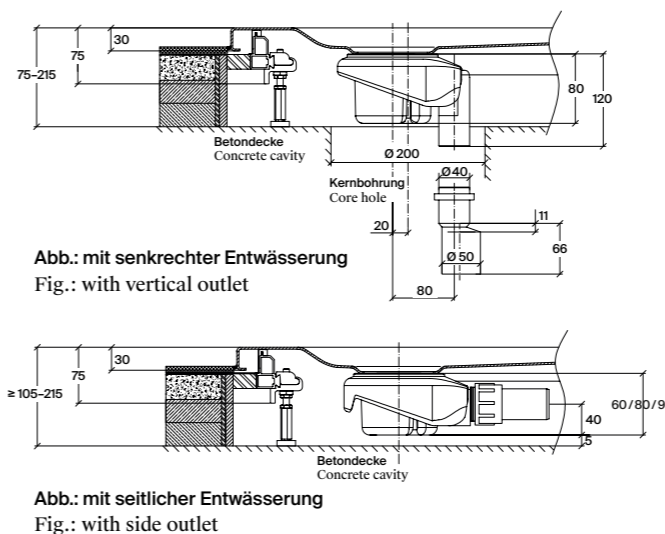 30
75
75–215
80
120
Betondecke
Concrete cavity
Ø 200
Kernbohrung
Core hole
Ø 40
20
11
66
Ø 50
80
Abb.: mit senkrechter Entwässerung
Fig.: with vertical outlet
30
75
≥ 105–215
60 / 80 / 9
40
5
Betondecke
Concrete cavity
Abb.: mit seitlicher Entwässerung
Fig.: with side outlet